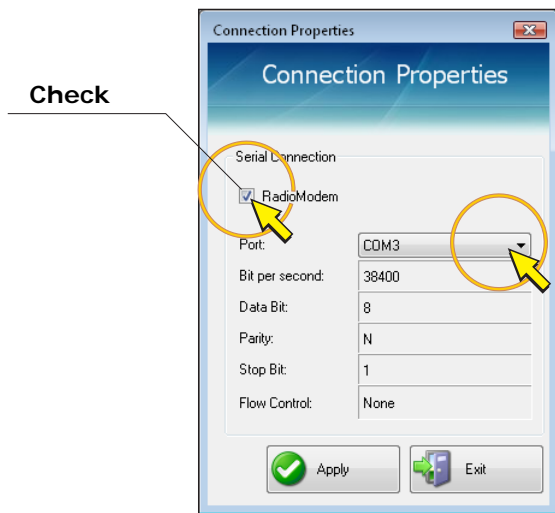 Connection Properties
Connection Properties
Check
Serial Connection
RadioModem
Port: COM3
Bit per second: 38400
Data Bit: 8
Parity: N
Stop Bit: 1
Flow Control: None
Apply Exit